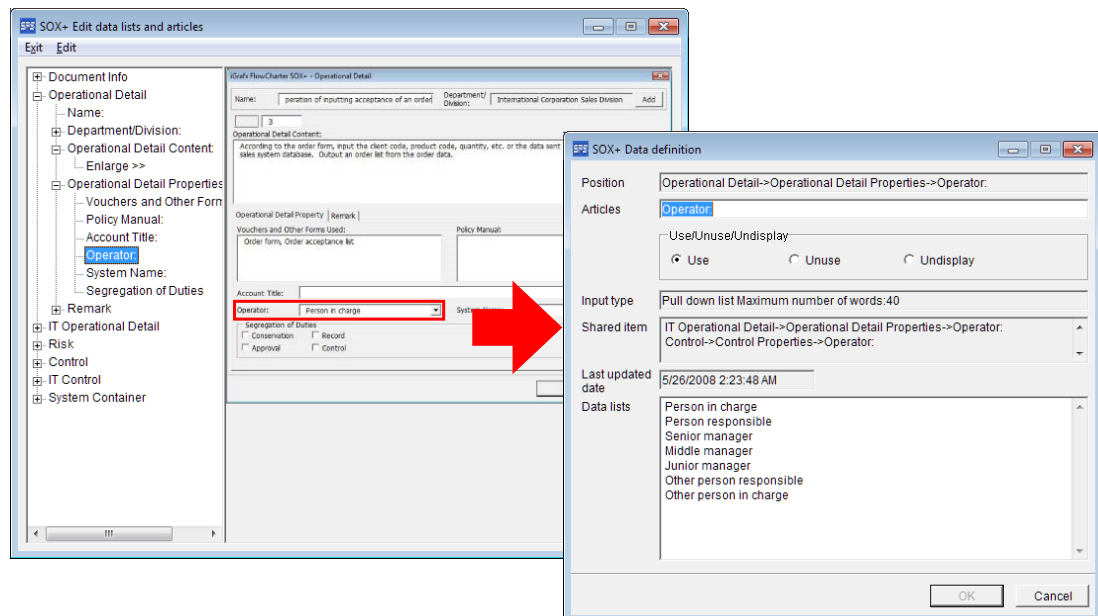 SPS SOX+ Edit data lists and articles
Exit Edit
Document Info
Operational Detail
Name:
Department/Division:
Operational Detail Content:
Enlarge >>
Operational Detail Properties
Vouchers and Other Form
Policy Manual:
Account Title:
Operator:
System Name:
Segregation of Duties
Remark
IT Operational Detail
Risk
Control
IT Control
System Container
iGrafx FlowCharter SOX+ - Operational Detail
Name: peration of inputting acceptance of an order Department/ Division: International Corporation Sales Division Add
3
Operational Detail Content:
According to the order form, input the client code, product code, quantity, etc. or the data sent
sales system database. Output an order list from the order data.
Operational Detail Property Remark
Vouchers and Other Forms Used: Policy Manual:
Order form, Order acceptance list
Account Title:
Operator: Person in charge System
Segregation of Duties
Conservation Record
Approval Control
SPS SOX+ Data definition
Position Operational Detail->Operational Detail Properties->Operator:
Articles Operator:
Use/Unuse/Undisplay
Use Unuse Undisplay
Input type Pull down list Maximum number of words:40
Shared item IT Operational Detail->Operational Detail Properties->Operator:
Control->Control Properties->Operator:
Last updated date 5/26/2008 2:23:48 AM
Data lists Person in charge
Person responsible
Senior manager
Middle manager
Junior manager
Other person responsible
Other person in charge
OK Cancel